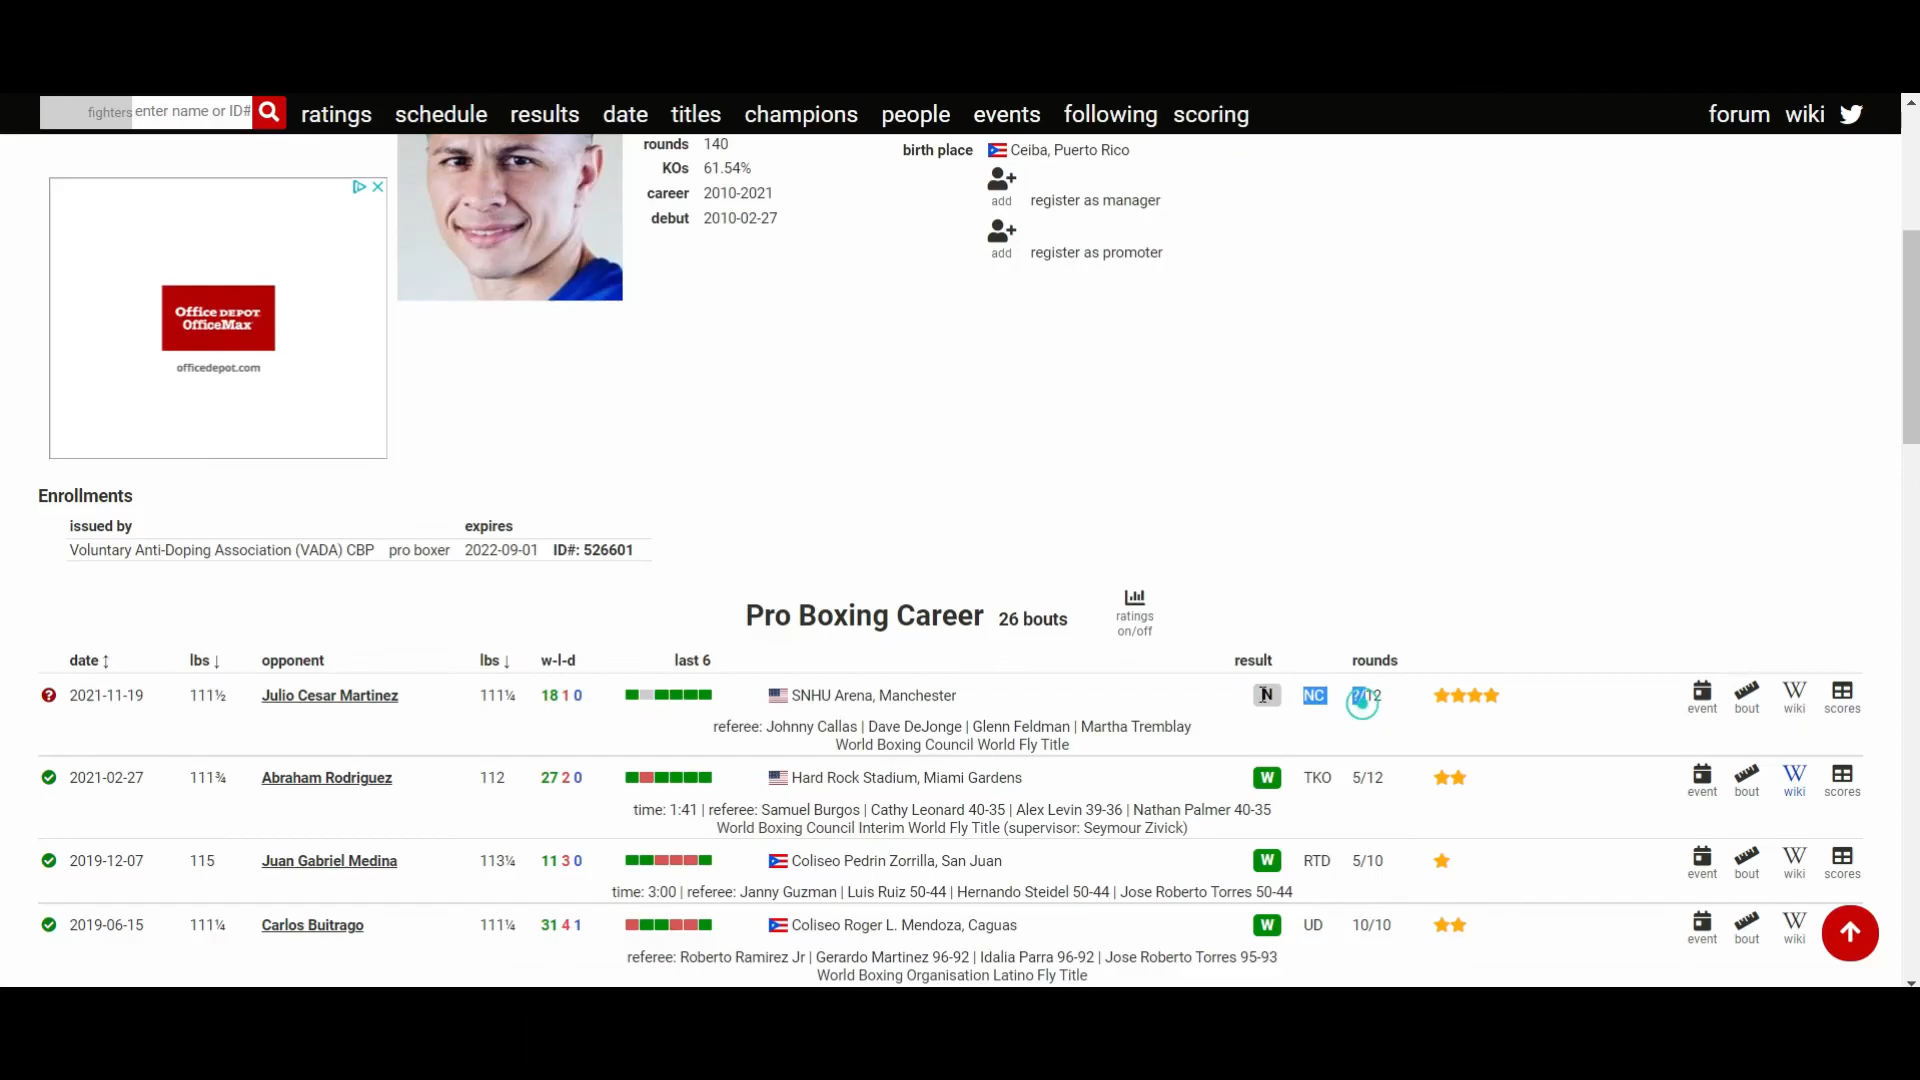 fighters enter name or ID# ratings schedule results date titles champions people events following scoring forum wiki
rounds 140 birth place Ceiba, Puerto Rico
KOs 61.54%
career 2010-2021 add register as manager
debut 2010-02-27
add register as promoter
Office DEPOT
OfficeMax
officedepot.com
Enrollments
issued by expires
Voluntary Anti-Doping Association (VADA) CBP pro boxer 2022-09-01 ID#: 526601
Pro Boxing Career 26 bouts
ratings
on/off
date ↕ lbs ↓ opponent lbs ↓ w-l-d last 6 result rounds
2021-11-19 111½ Julio Cesar Martinez 111¼ 18 1 0 SNHU Arena, Manchester N NC ?/12 event bout wiki scores
referee: Johnny Callas | Dave DeJonge | Glenn Feldman | Martha Tremblay
World Boxing Council World Fly Title
2021-02-27 111¾ Abraham Rodriguez 112 27 2 0 Hard Rock Stadium, Miami Gardens W TKO 5/12 event bout wiki scores
time: 1:41 | referee: Samuel Burgos | Cathy Leonard 40-35 | Alex Levin 39-36 | Nathan Palmer 40-35
World Boxing Council Interim World Fly Title (supervisor: Seymour Zivick)
2019-12-07 115 Juan Gabriel Medina 113¼ 11 3 0 Coliseo Pedrin Zorrilla, San Juan W RTD 5/10 event bout wiki scores
time: 3:00 | referee: Janny Guzman | Luis Ruiz 50-44 | Hernando Steidel 50-44 | Jose Roberto Torres 50-44
2019-06-15 111¼ Carlos Buitrago 111¼ 31 4 1 Coliseo Roger L. Mendoza, Caguas W UD 10/10 event bout wiki scores
referee: Roberto Ramirez Jr | Gerardo Martinez 96-92 | Idalia Parra 96-92 | Jose Roberto Torres 95-93
World Boxing Organisation Latino Fly Title